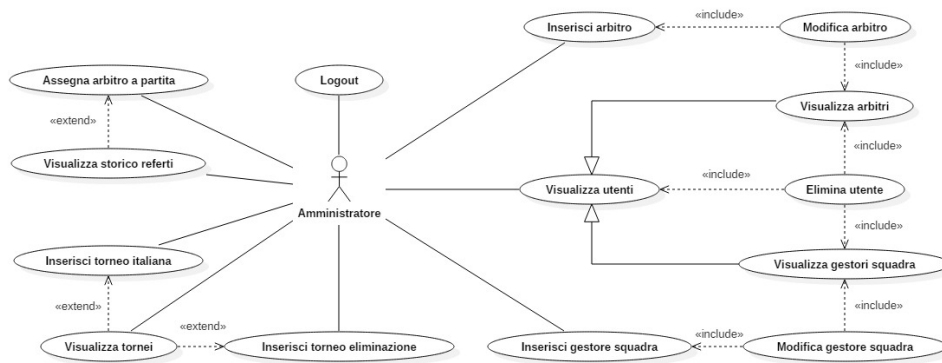 Inserisci arbitro
«include»
Modifica arbitro
«include»
Assegna arbitro a partita
Logout
Visualizza arbitri
«extend»
«include»
Visualizza storico referti
Visualizza utenti
«include»
Elimina utente
Amministratore
«include»
Inserisci torneo italiana
Visualizza gestori squadra
«extend»
«include»
Visualizza tornei
«extend»
Inserisci torneo eliminazione
Inserisci gestore squadra
«include»
Modifica gestore squadra